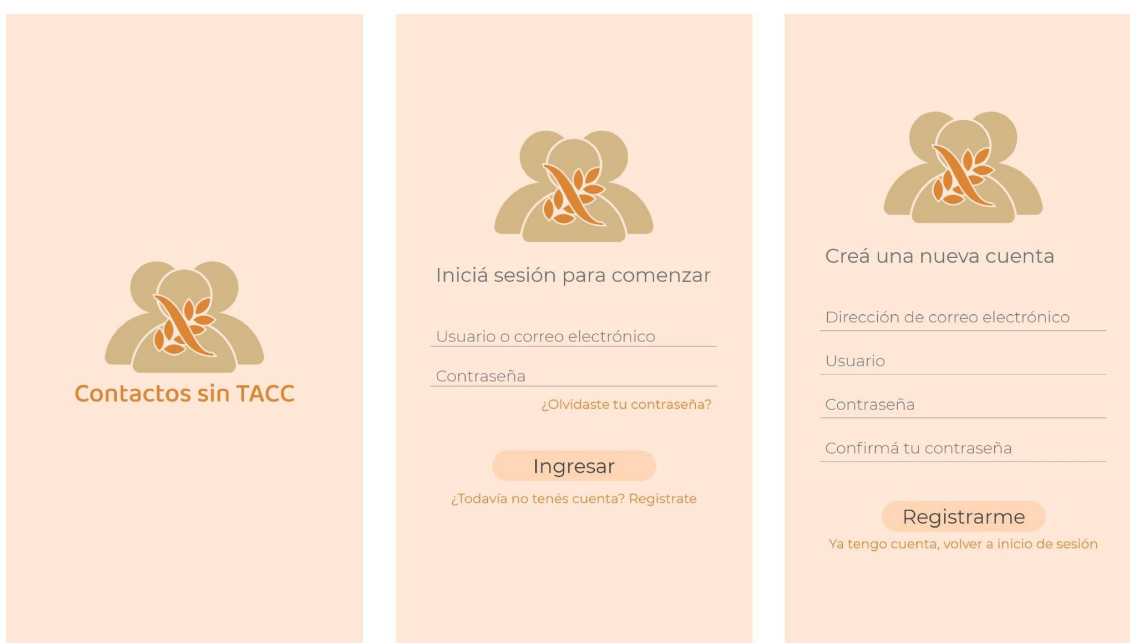 Contactos sin TACC
Iniciá sesión para comenzar
Usuario o correo electrónico
Contraseña
¿Olvidaste tu contraseña?
Ingresar
¿Todavía no tenés cuenta? Registrate
Creá una nueva cuenta
Dirección de correo electrónico
Usuario
Contraseña
Confirmá tu contraseña
Registrarme
Ya tengo cuenta, volver a inicio de sesión